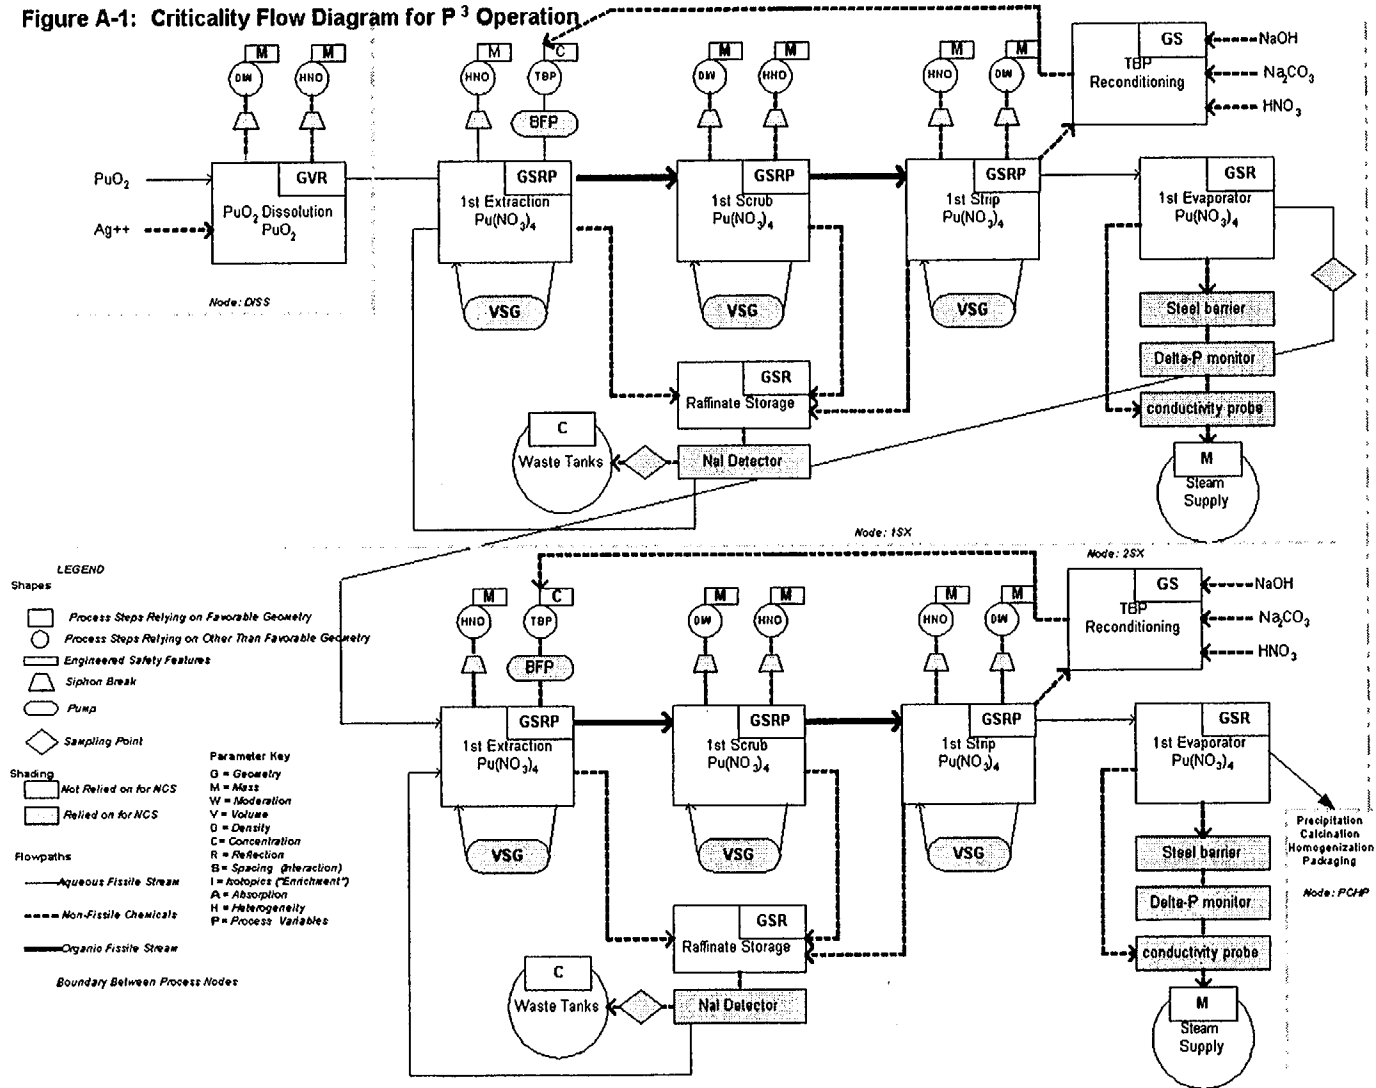 Figure A-1: Criticality Flow Diagram for P 3 Operation
M
M
DW
HNO
PuO2
Ag++
GVR
PuO2 Dissolution
PuO2
Node: DISS
M
C
HNO
TBP
BFP
GSRP
1st Extraction
Pu(NO3)4
VSG
M
M
DW
HNO
GSRP
1st Scrub
Pu(NO3)4
VSG
M
M
HNO
DW
GSRP
1st Strip
Pu(NO3)4
VSG
GS
TBP
Reconditioning
NaOH
Na2CO3
HNO3
GSR
1st Evaporator
Pu(NO3)4
Steel barrier
Delta-P monitor
conductivity probe
M
Steam
Supply
GSR
Raffinate Storage
NaI Detector
C
Waste Tanks
Node: 1SX
Node: 2SX
M
C
HNO
TBP
BFP
GSRP
1st Extraction
Pu(NO3)4
VSG
M
M
DW
HNO
GSRP
1st Scrub
Pu(NO3)4
VSG
M
M
HNO
DW
GSRP
1st Strip
Pu(NO3)4
VSG
GS
TBP
Reconditioning
NaOH
Na2CO3
HNO3
GSR
1st Evaporator
Pu(NO3)4
Steel barrier
Delta-P monitor
conductivity probe
M
Steam
Supply
GSR
Raffinate Storage
NaI Detector
C
Waste Tanks
Precipitation
Calcination
Homogenization
Packaging
Node: PCHP
LEGEND
Shapes
Process Steps Relying on Favorable Geometry
Process Steps Relying on Other Than Favorable Geometry
Engineered Safety Features
Siphon Break
Pump
Sampling Point
Shading
Not Relied on for NCS
Relied on for NCS
Flowpaths
Aqueous Fissile Stream
Non-Fissile Chemicals
Organic Fissile Stream
Boundary Between Process Nodes
Parameter Key
G = Geometry
M = Mass
W = Moderation
V = Volume
D = Density
C = Concentration
R = Reflection
B = Spacing (Interaction)
I = Isotopics ("Enrichment")
A = Absorption
H = Heterogeneity
P = Process Variables